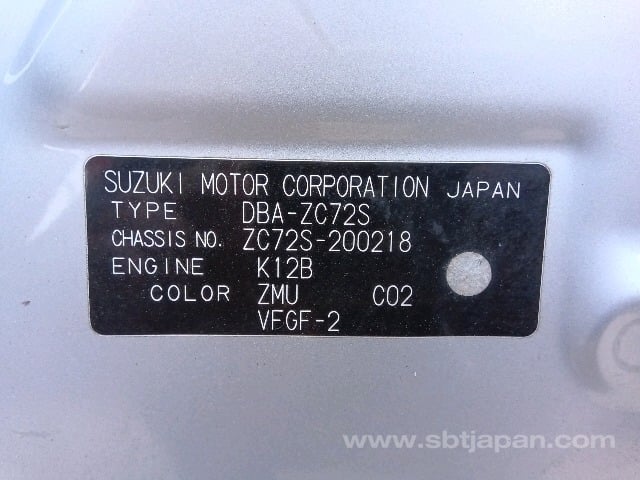 SUZUKI MOTOR CORPORATION JAPAN
TYPE DBA-ZC72S
CHASSIS NO. ZC72S-200218
ENGINE K12B
COLOR ZMU C02
VFGF-2
www.sbtjapan.com